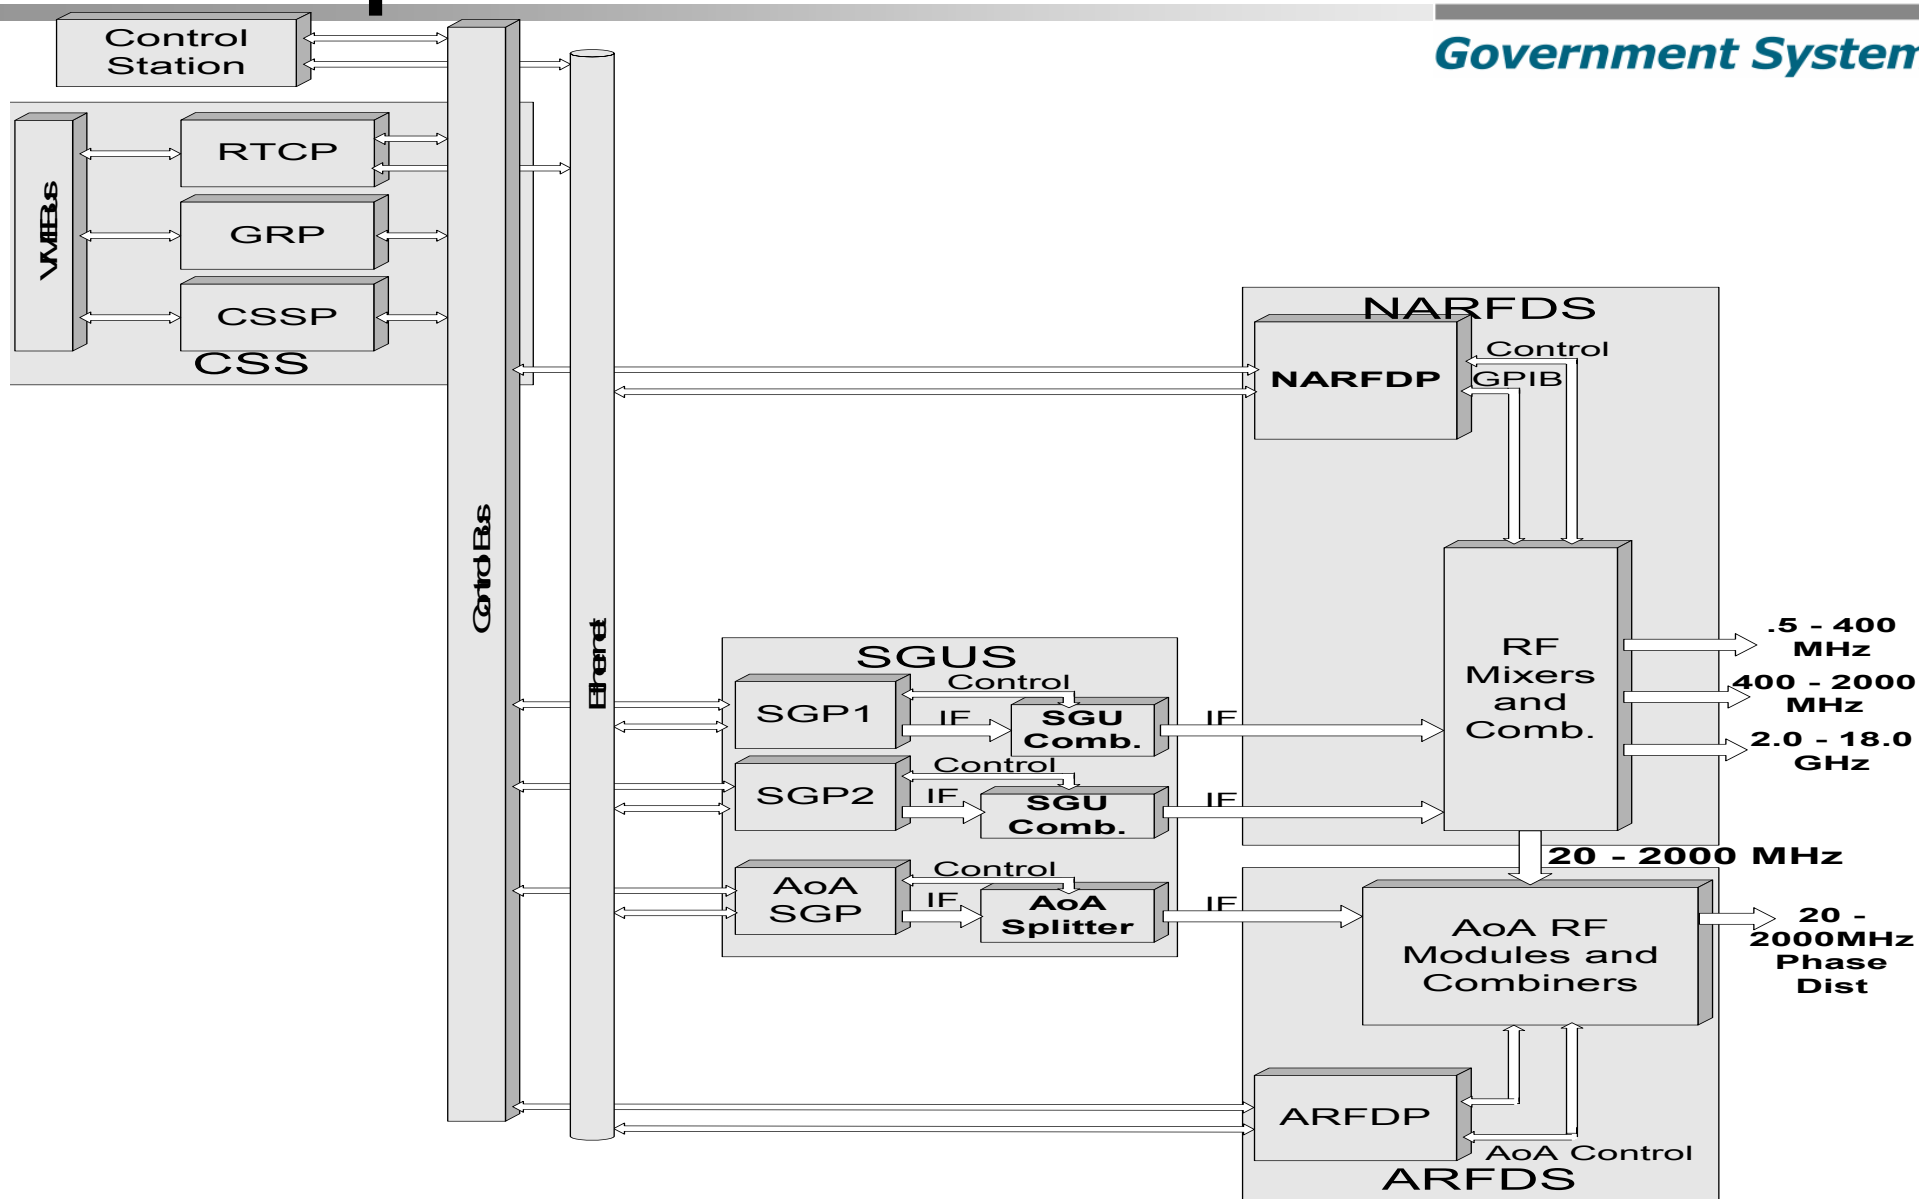 Government System
Control
Station
RTCP
GRP
CSSP
CSS
Control Bus
Ethernet
NARFDS
NARFDP
Control
GPIB
RF
Mixers
and
Comb.
.5 - 400
MHz
400 - 2000
MHz
2.0 - 18.0
GHz
SGUS
SGP1
Control
IF
SGU
Comb.
IF
SGP2
Control
IF
SGU
Comb.
IF
AoA
SGP
Control
IF
AoA
Splitter
IF
20 - 2000 MHz
AoA RF
Modules and
Combiners
20 -
2000MHz
Phase
Dist
ARFDP
AoA Control
ARFDS